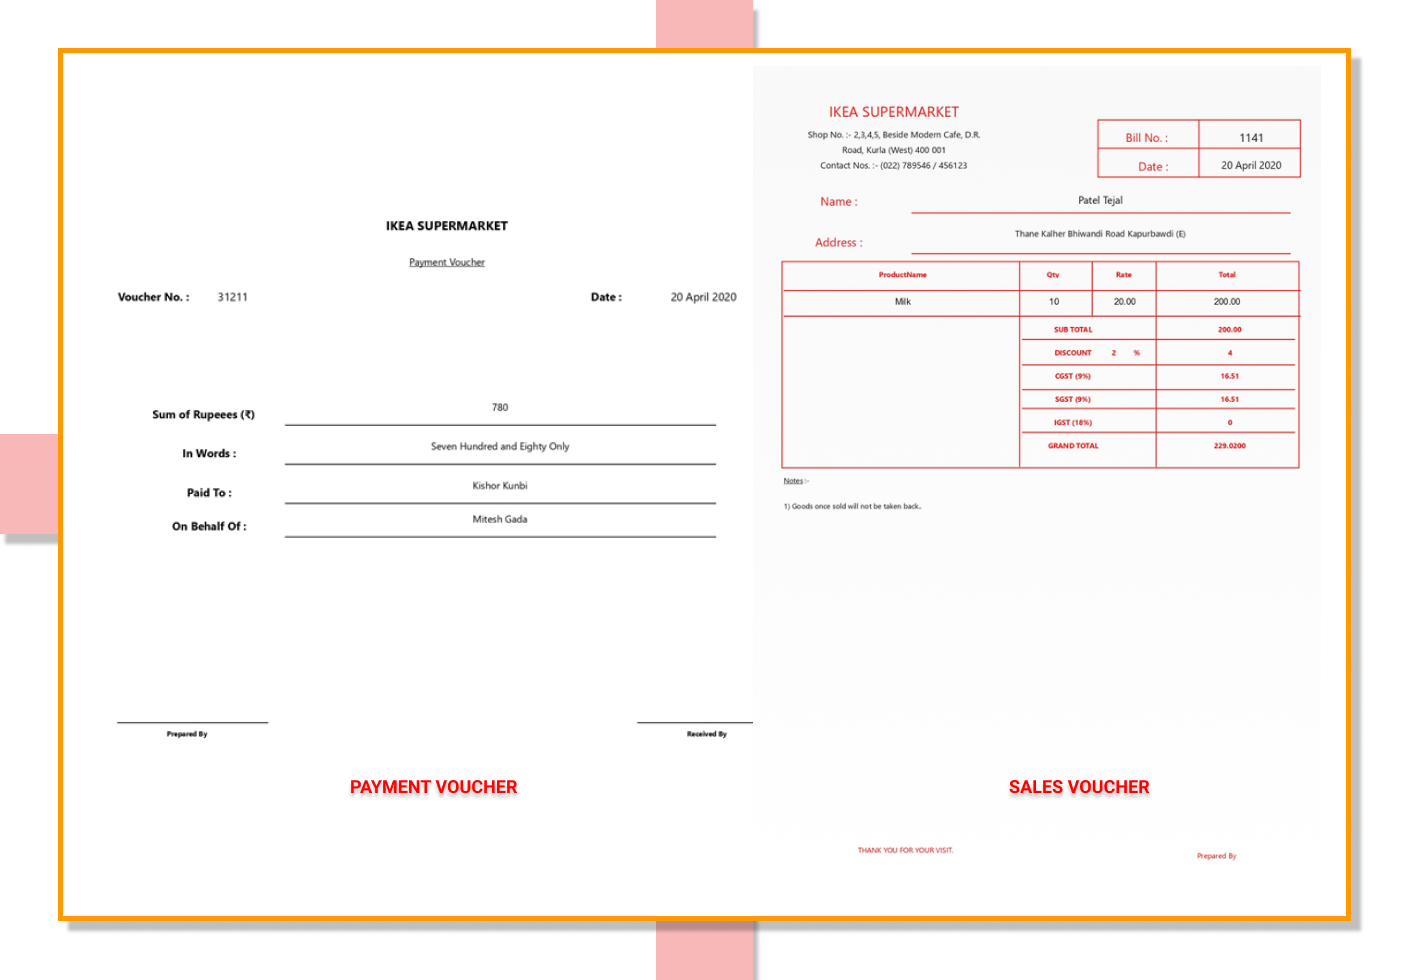 IKEA SUPERMARKET
Payment Voucher
Voucher No. : 31211 Date : 20 April 2020
Sum of Rupeees (₹) 780
In Words : Seven Hundred and Eighty Only
Paid To : Kishor Kunbi
On Behalf Of : Mitesh Gada
Prepared By Received By
PAYMENT VOUCHER
IKEA SUPERMARKET
Shop No. :- 2,3,4,5, Beside Modern Cafe, D.R.
Road, Kurla (West) 400 001
Contact Nos. :- (022) 789546 / 456123
Bill No. : 1141
Date : 20 April 2020
Name : Patel Tejal
Address : Thane Kalher Bhiwandi Road Kapurbawdi (E)
ProductName Qty Rate Total
Milk 10 20.00 200.00
SUB TOTAL 200.00
DISCOUNT 2 % 4
CGST (9%) 16.51
SGST (9%) 16.51
IGST (18%) 0
GRAND TOTAL 229.0200
Notes :-
1) Goods once sold will not be taken back..
SALES VOUCHER
THANK YOU FOR YOUR VISIT.
Prepared By